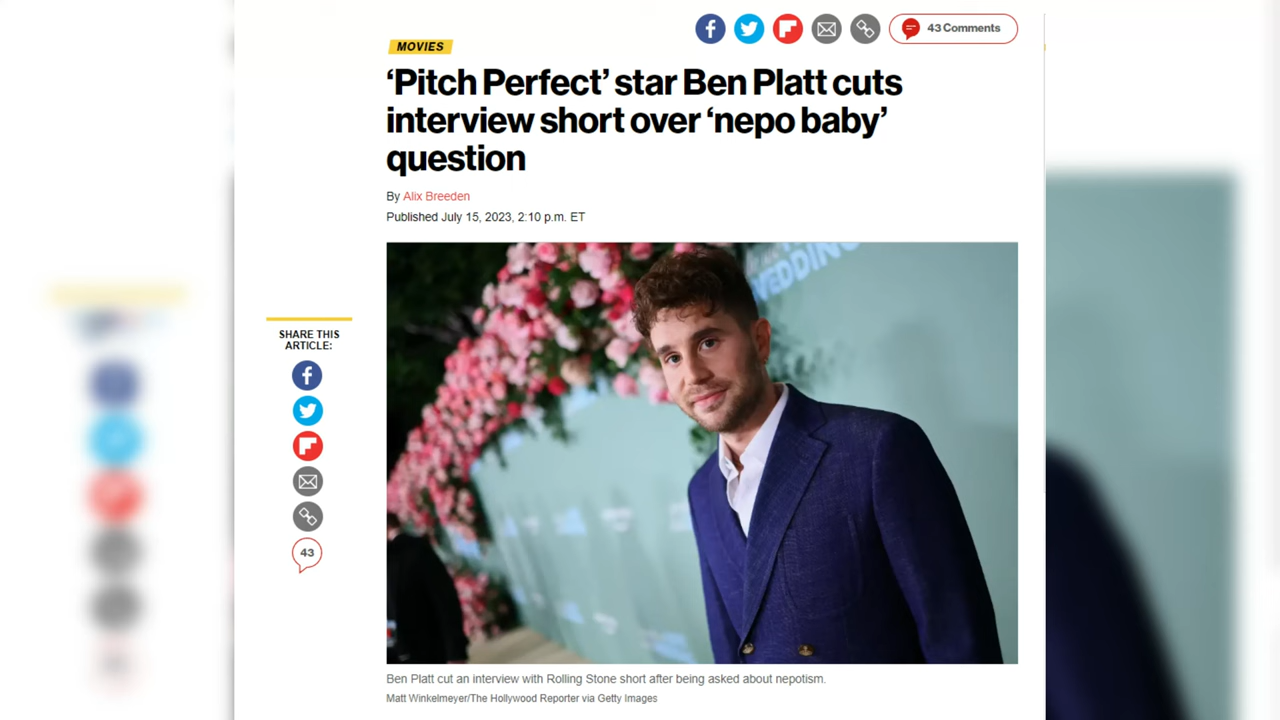 43 Comments
MOVIES
‘Pitch Perfect’ star Ben Platt cuts
interview short over ‘nepo baby’
question
By Alix Breeden
Published July 15, 2023, 2:10 p.m. ET
WEDDING
SHARE THIS
ARTICLE:
43
Ben Platt cut an interview with Rolling Stone short after being asked about nepotism.
Matt Winkelmeyer/The Hollywood Reporter via Getty Images